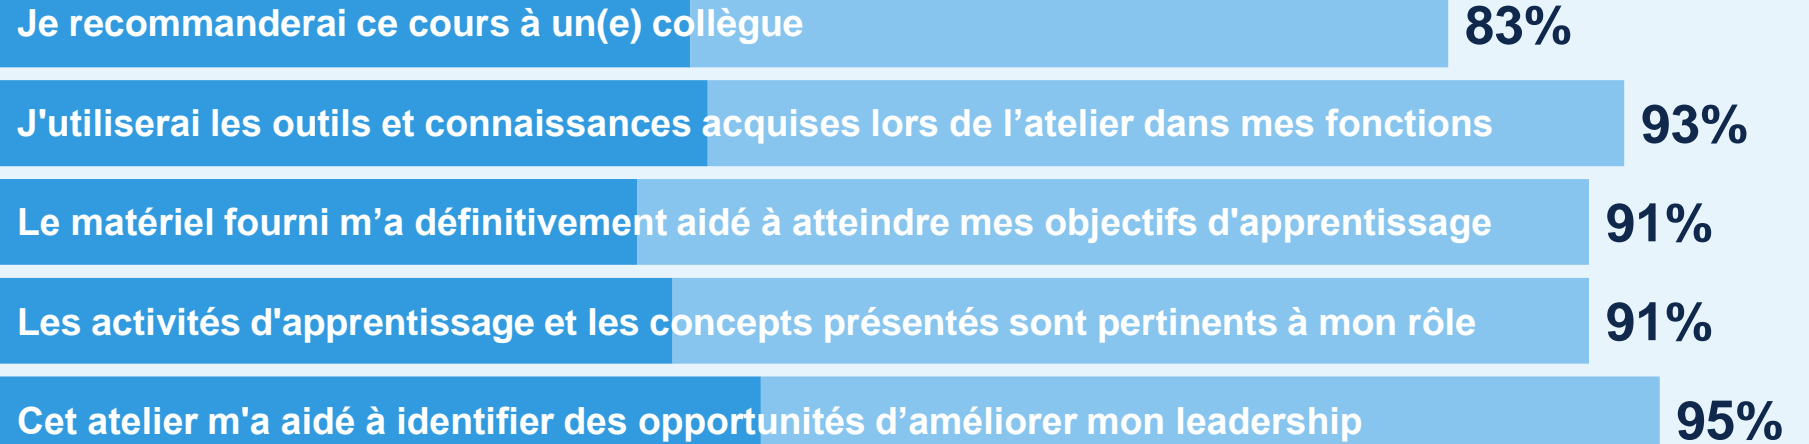 Je recommanderai ce cours à un(e) collègue 83%
J'utiliserai les outils et connaissances acquises lors de l’atelier dans mes fonctions 93%
Le matériel fourni m’a définitivement aidé à atteindre mes objectifs d'apprentissage 91%
Les activités d'apprentissage et les concepts présentés sont pertinents à mon rôle 91%
Cet atelier m'a aidé à identifier des opportunités d’améliorer mon leadership 95%